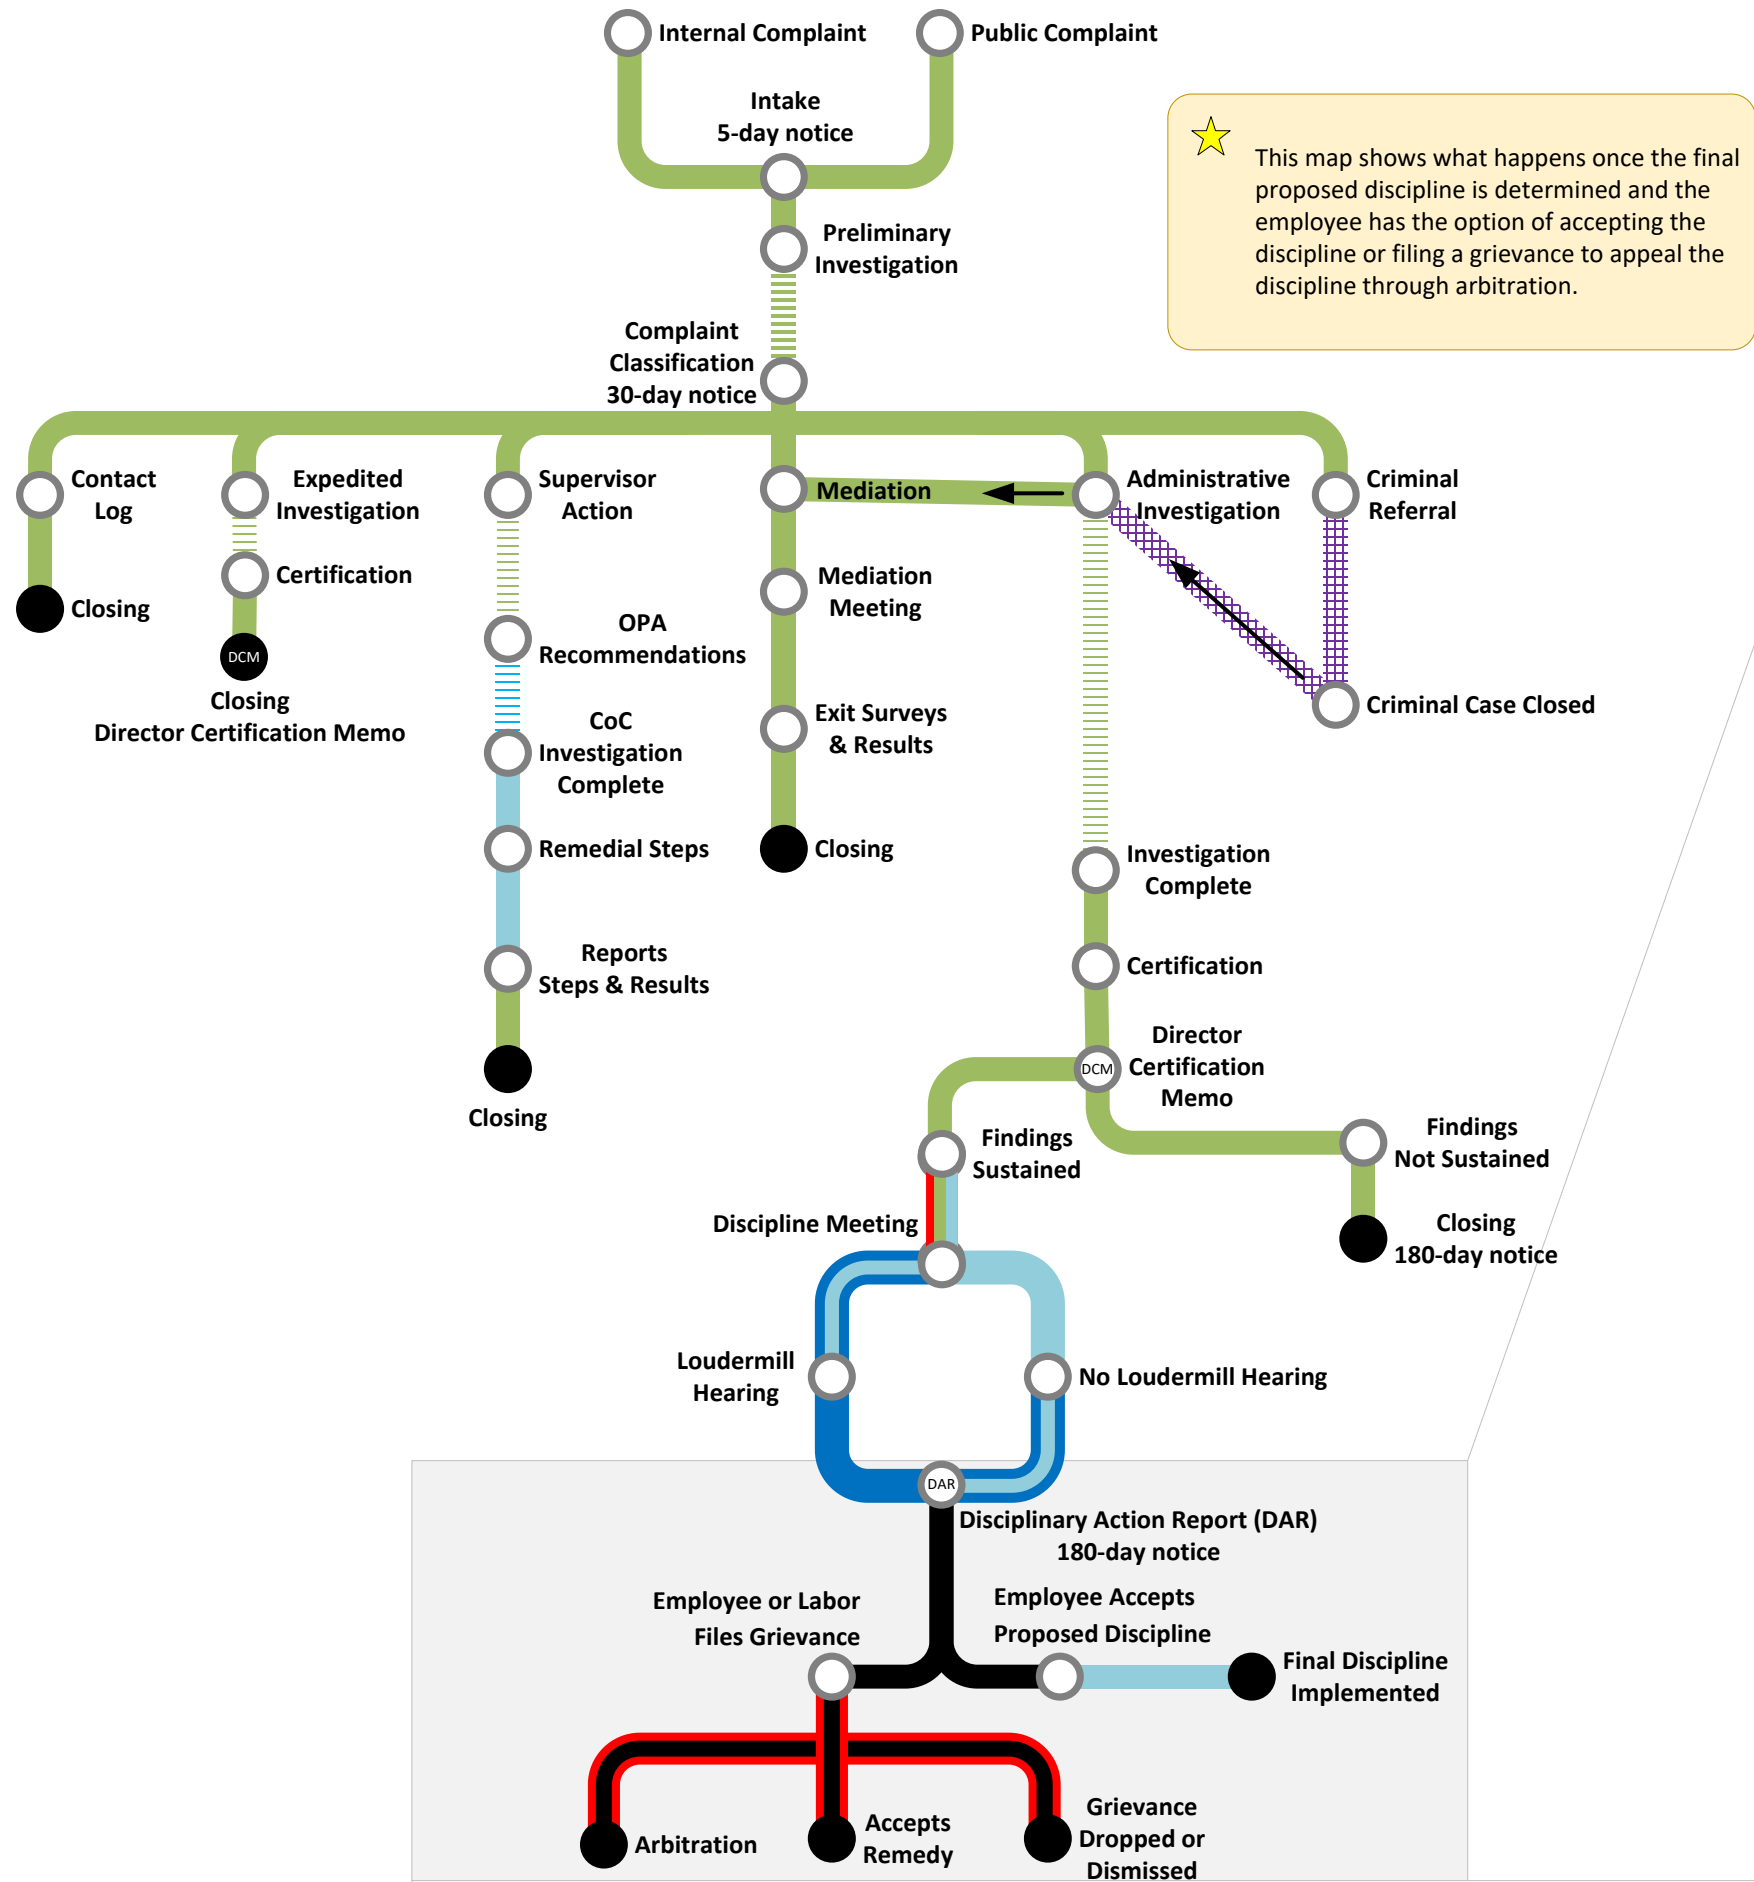 Internal Complaint
Public Complaint
Intake
5-day notice
This map shows what happens once the final
proposed discipline is determined and the
employee has the option of accepting the
discipline or filing a grievance to appeal the
discipline through arbitration.
Preliminary
Investigation
Complaint
Classification
30-day notice
Contact
Log
Expedited
Investigation
Supervisor
Action
Mediation
Administrative
Investigation
Criminal
Referral
Closing
Certification
DCM
Closing
Director Certification Memo
OPA
Recommendations
CoC
Investigation
Complete
Remedial Steps
Reports
Steps & Results
Closing
Mediation
Meeting
Exit Surveys
& Results
Closing
Criminal Case Closed
Investigation
Complete
Certification
DCM
Director
Certification
Memo
Findings
Sustained
Findings
Not Sustained
Closing
180-day notice
Discipline Meeting
Loudermill
Hearing
No Loudermill Hearing
DAR
Disciplinary Action Report (DAR)
180-day notice
Employee or Labor
Files Grievance
Employee Accepts
Proposed Discipline
Final Discipline
Implemented
Arbitration
Accepts
Remedy
Grievance
Dropped or
Dismissed